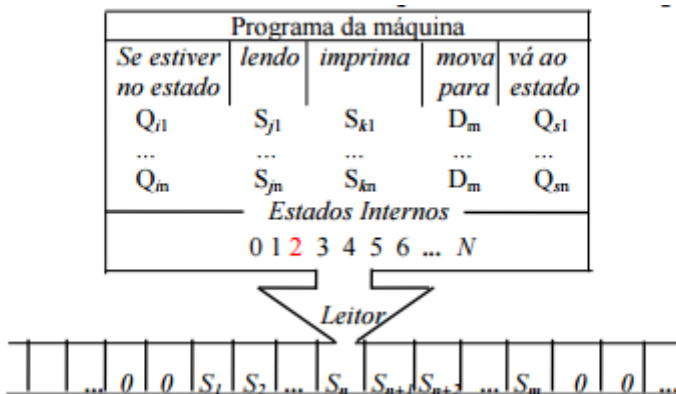 Programa da máquina
Se estiver no estado lendo imprima mova para vá ao estado
Qi1 Sj1 Sk1 Dm Qs1
... ... ... ... ...
Qin Sjn Skn Dm Qsn
Estados Internos
0 1 2 3 4 5 6 ... N
Leitor
... 0 0 S1 S2 ... Sn Sn+1 Sn+2 ... Sm 0 0 ...